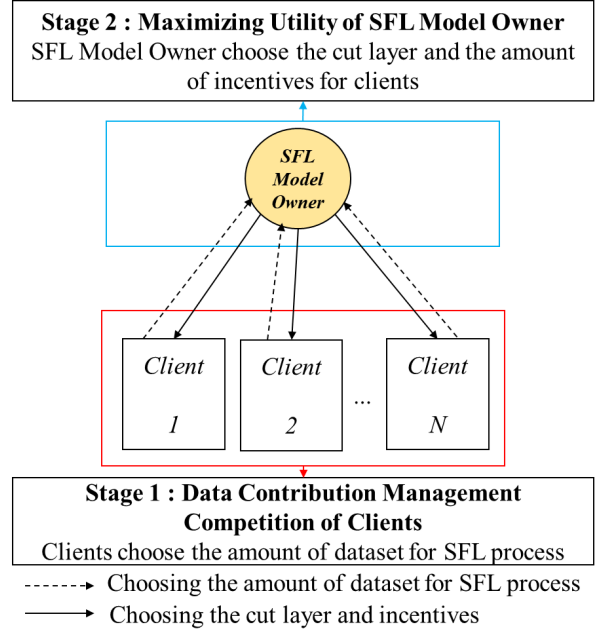 Stage 2 : Maximizing Utility of SFL Model Owner
SFL Model Owner choose the cut layer and the amount
of incentives for clients
SFL
Model
Owner
Client
1
Client
2
...
Client
N
Stage 1 : Data Contribution Management
Competition of Clients
Clients choose the amount of dataset for SFL process
Choosing the amount of dataset for SFL process
Choosing the cut layer and incentives